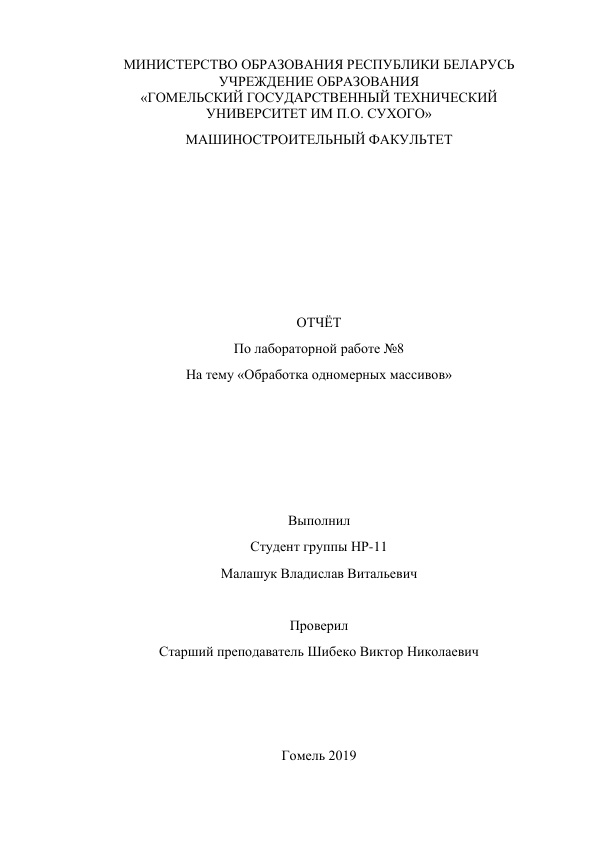 МИНИСТЕРСТВО ОБРАЗОВАНИЯ РЕСПУБЛИКИ БЕЛАРУСЬ
УЧРЕЖДЕНИЕ ОБРАЗОВАНИЯ
«ГОМЕЛЬСКИЙ ГОСУДАРСТВЕННЫЙ ТЕХНИЧЕСКИЙ
УНИВЕРСИТЕТ ИМ П.О. СУХОГО»
МАШИНОСТРОИТЕЛЬНЫЙ ФАКУЛЬТЕТ
ОТЧЁТ
По лабораторной работе №8
На тему «Обработка одномерных массивов»
Выполнил
Студент группы НР-11
Малашук Владислав Витальевич
Проверил
Старший преподаватель Шибеко Виктор Николаевич
Гомель 2019